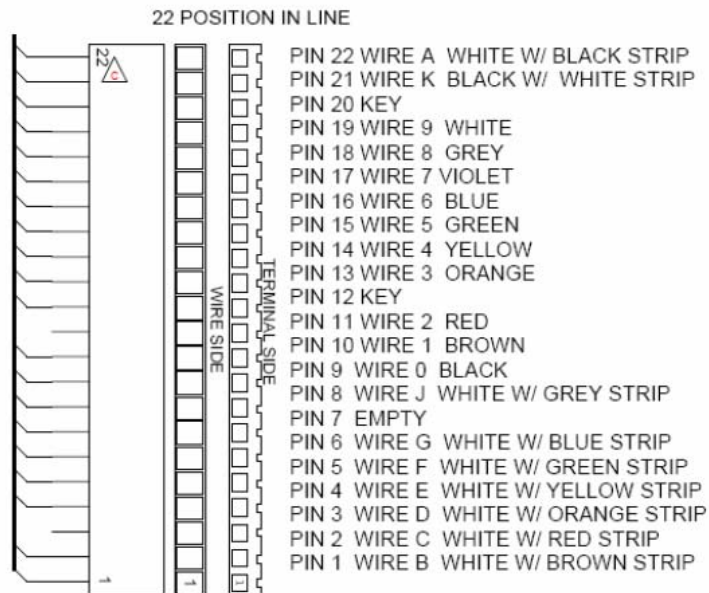 22 POSITION IN LINE
22
C
PIN 22 WIRE A WHITE W/ BLACK STRIP
PIN 21 WIRE K BLACK W/ WHITE STRIP
PIN 20 KEY
PIN 19 WIRE 9 WHITE
PIN 18 WIRE 8 GREY
PIN 17 WIRE 7 VIOLET
PIN 16 WIRE 6 BLUE
PIN 15 WIRE 5 GREEN
PIN 14 WIRE 4 YELLOW
PIN 13 WIRE 3 ORANGE
PIN 12 KEY
PIN 11 WIRE 2 RED
PIN 10 WIRE 1 BROWN
PIN 9 WIRE 0 BLACK
PIN 8 WIRE J WHITE W/ GREY STRIP
PIN 7 EMPTY
PIN 6 WIRE G WHITE W/ BLUE STRIP
PIN 5 WIRE F WHITE W/ GREEN STRIP
PIN 4 WIRE E WHITE W/ YELLOW STRIP
PIN 3 WIRE D WHITE W/ ORANGE STRIP
PIN 2 WIRE C WHITE W/ RED STRIP
PIN 1 WIRE B WHITE W/ BROWN STRIP
WIRE SIDE
TERMINAL SIDE
1
1
1